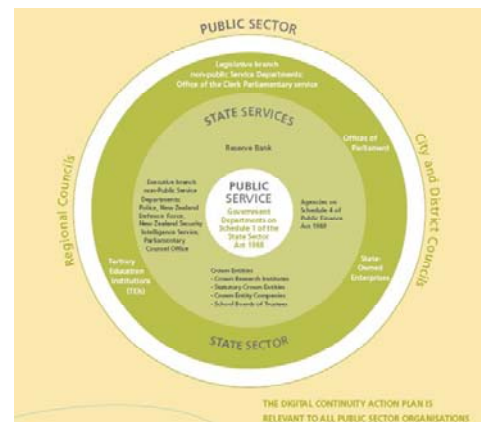 PUBLIC SECTOR
Legislative branch
non-public Service Departments:
Office of the Clerk Parliamentary service
STATE SERVICES
Reserve Bank
Offices of
Parliament
Regional Councils
City and District Councils
Executive branch
non-Public Service
Departments:
Police, New Zealand
Defence Force,
New Zealand Security
Intelligence Service,
Parliamentary
Counsel Office
PUBLIC
SERVICE
Government
Departments on
Schedule 1 of the
State Sector
Act 1988
Agencies on
Schedule 4 of
Public Finance
Act 1989
Tertiary
Education
Institutions
(TEIs)
State-
Owned
Enterprises
Crown Entities
- Crown Research Institutes
- Statutory Crown Entities
- Crown Entity Companies
- School Boards of Trustees
STATE SECTOR
THE DIGITAL CONTINUITY ACTION PLAN IS
RELEVANT TO ALL PUBLIC SECTOR ORGANISATIONS